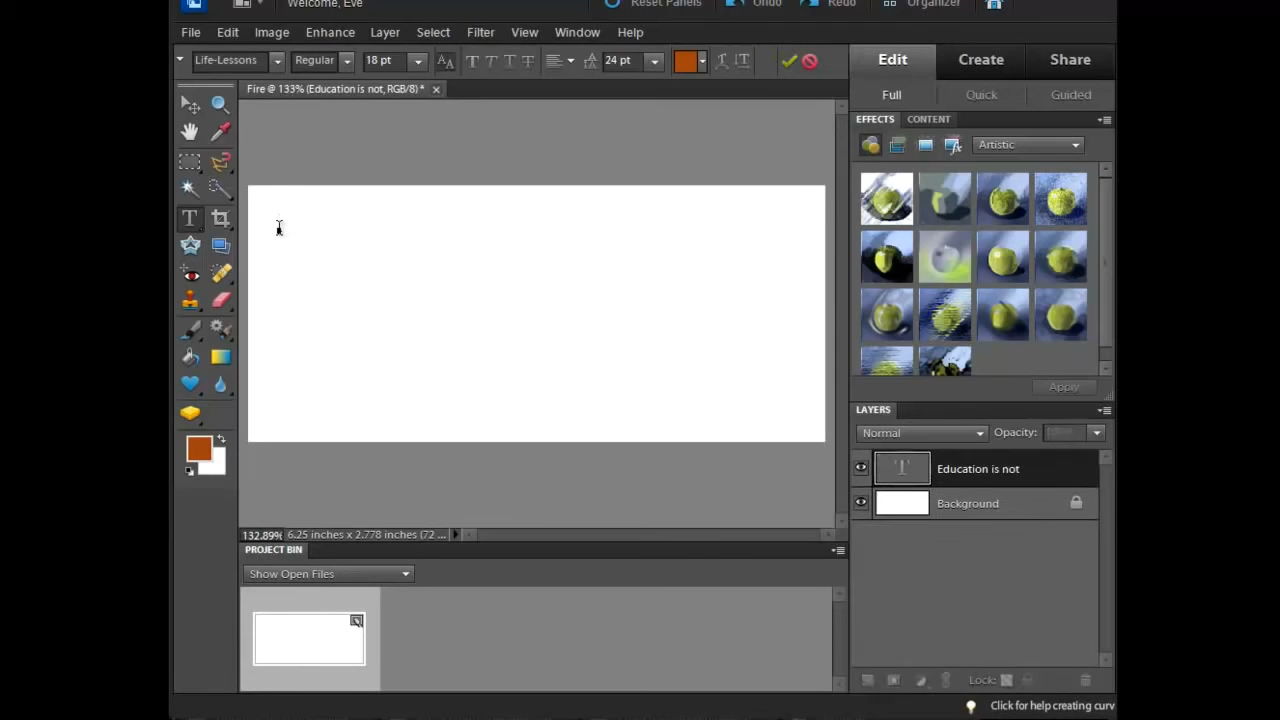 Welcome, Eve
Reset Panels Undo Redo Organizer
File Edit Image Enhance Layer Select Filter View Window Help
Life-Lessons Regular 18 pt 24 pt
Edit Create Share
Fire @ 133% (Education is not, RGB/8) *
Full Quick Guided
EFFECTS CONTENT
Artistic
Apply
LAYERS
Normal Opacity:
Education is not
Background
132.89% 6.25 inches x 2.778 inches (72 ...
PROJECT BIN
Show Open Files
Lock:
Click for help creating curv